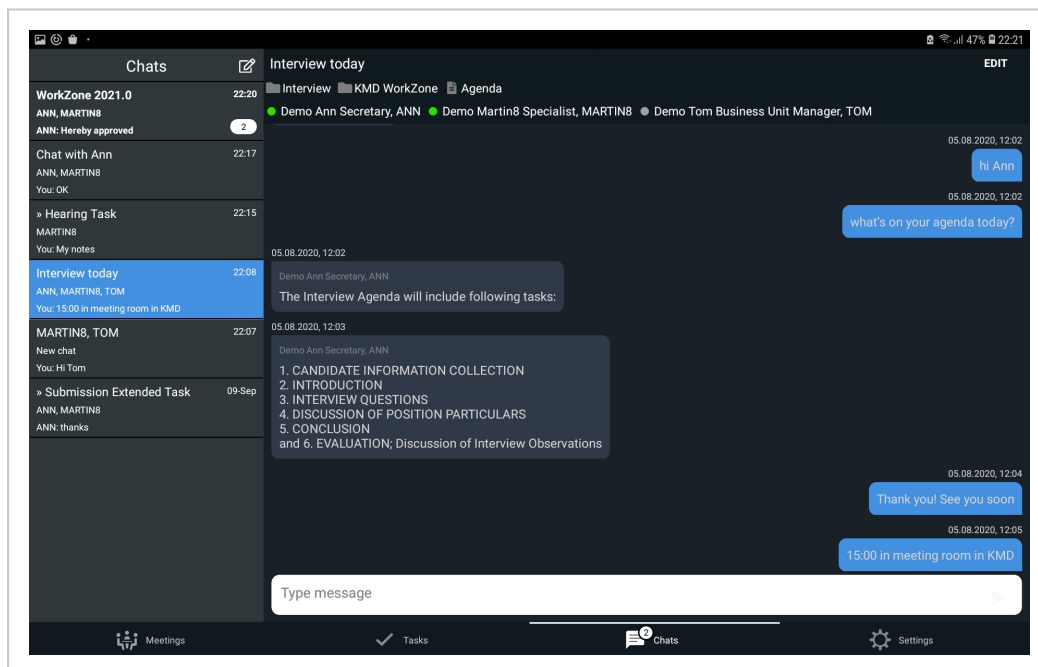 47% 22:21
Chats
WorkZone 2021.0 22:20
ANN, MARTIN8
ANN: Hereby approved 2
Chat with Ann 22:17
ANN, MARTIN8
You: OK
» Hearing Task 22:15
MARTIN8
You: My notes
Interview today 22:08
ANN, MARTIN8, TOM
You: 15:00 in meeting room in KMD
MARTIN8, TOM 22:07
New chat
You: Hi Tom
» Submission Extended Task 09-Sep
ANN, MARTIN8
ANN: thanks
Interview today EDIT
Interview KMD WorkZone Agenda
Demo Ann Secretary, ANN Demo Martin8 Specialist, MARTIN8 Demo Tom Business Unit Manager, TOM
05.08.2020, 12:02
hi Ann
05.08.2020, 12:02
what's on your agenda today?
05.08.2020, 12:02
Demo Ann Secretary, ANN
The Interview Agenda will include following tasks:
05.08.2020, 12:03
Demo Ann Secretary, ANN
1. CANDIDATE INFORMATION COLLECTION
2. INTRODUCTION
3. INTERVIEW QUESTIONS
4. DISCUSSION OF POSITION PARTICULARS
5. CONCLUSION
and 6. EVALUATION; Discussion of Interview Observations
05.08.2020, 12:04
Thank you! See you soon
05.08.2020, 12:05
15:00 in meeting room in KMD
Type message
Meetings Tasks 2 Chats Settings